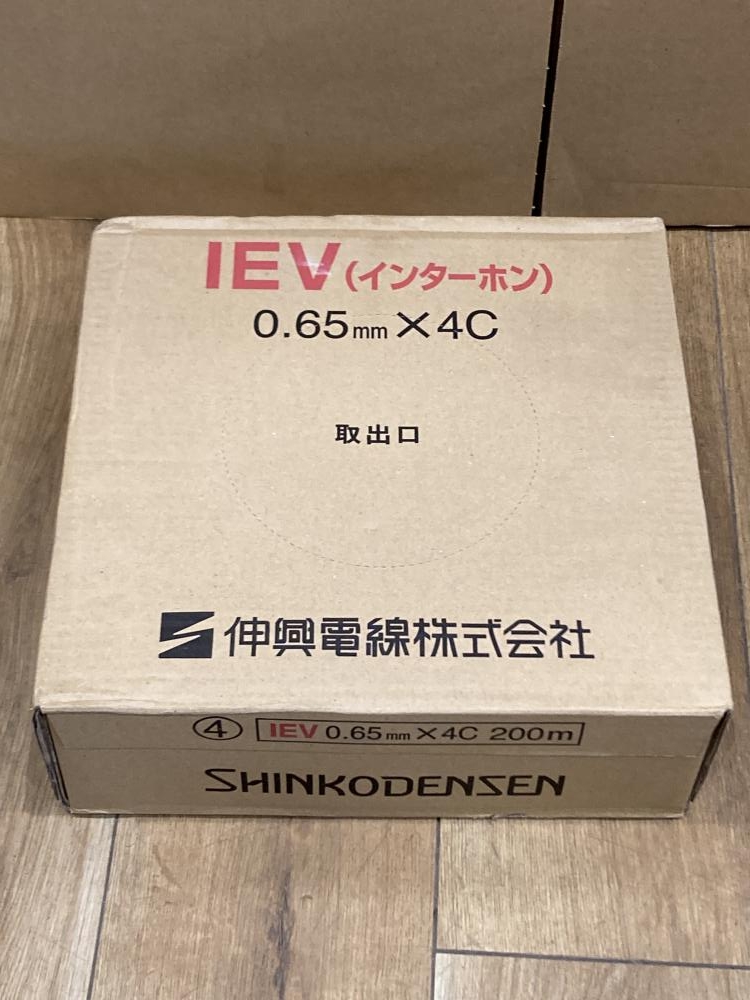 IEV(インターホン)
0.65mm×4C
取出口
伸興電線株式会社
④ IEV 0.65mm×4C 200m
SHINKODENSEN